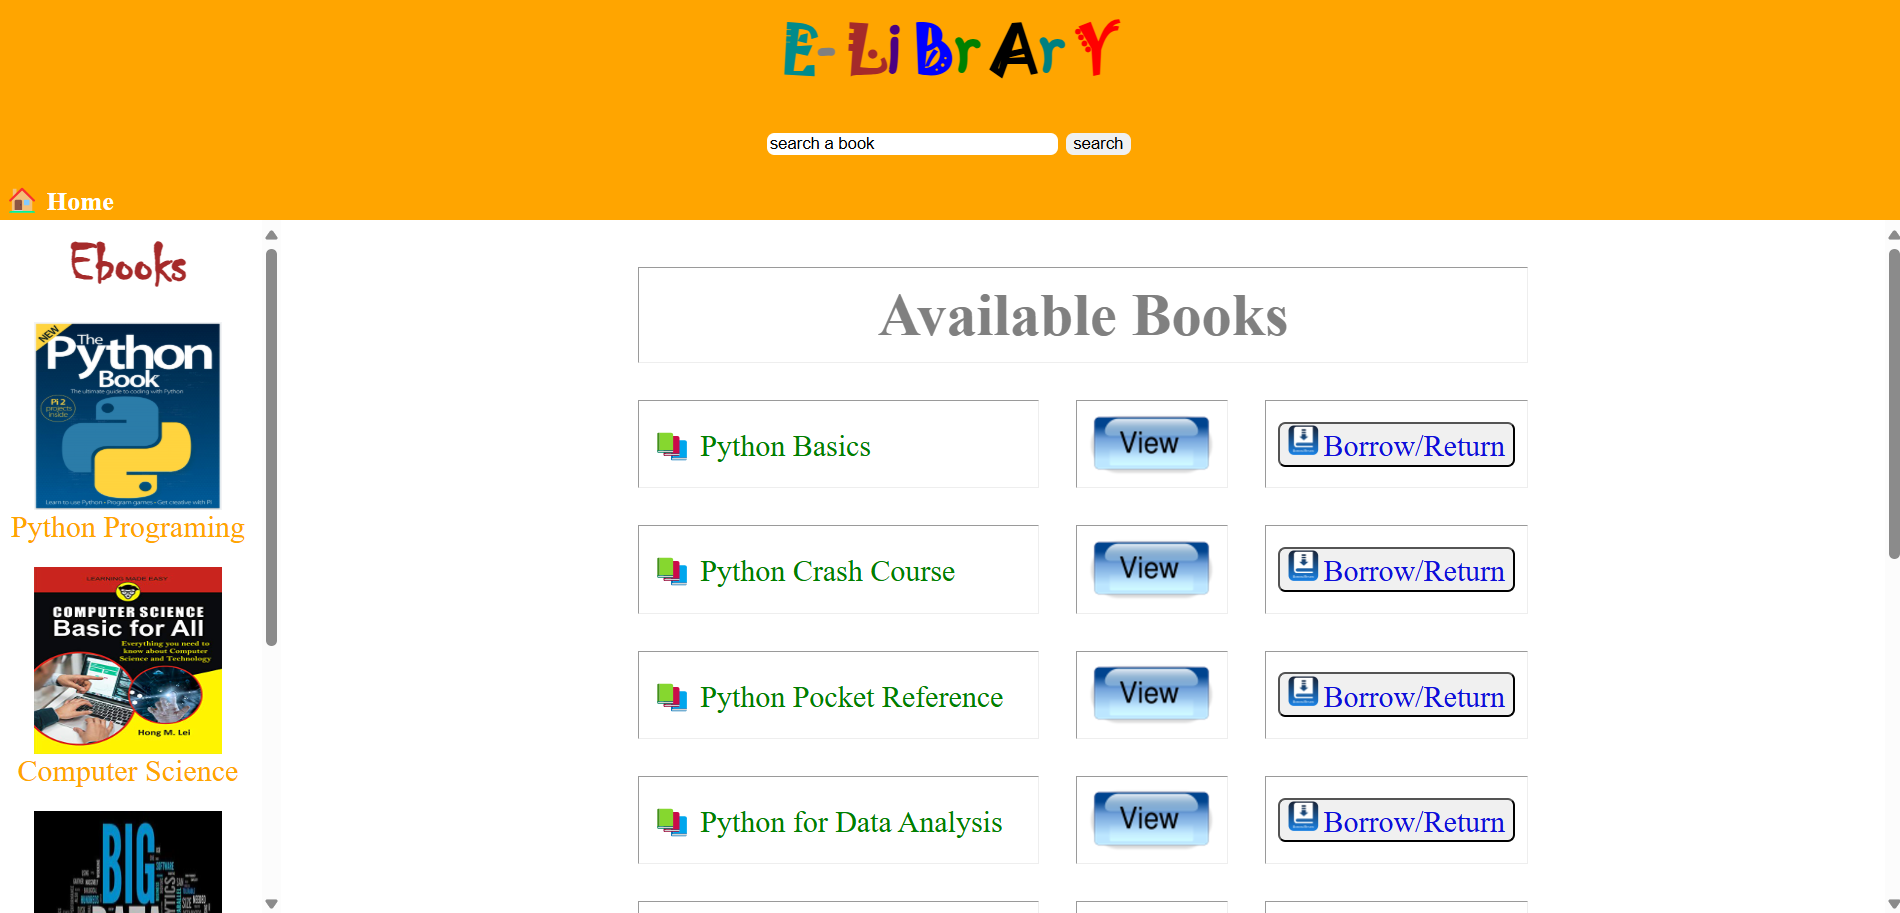 E-LiBrArY
search a book search
Home
Ebooks
NEW
The
Python
Book
The ultimate guide to coding with Python
Pi 2
projects
inside
Learn to use Python • Program games • Get creative with Pi
Python Programing
LEARNING MADE EASY
COMPUTER SCIENCE
Basic for All
Everything you need to
know about Computer
Science and Technology
Hong M. Lei
Computer Science
BIG
DATA
SOFTWARE
SIZE
NEEDED
Available Books
Python Basics View Borrow/Return
Python Crash Course View Borrow/Return
Python Pocket Reference View Borrow/Return
Python for Data Analysis View Borrow/Return